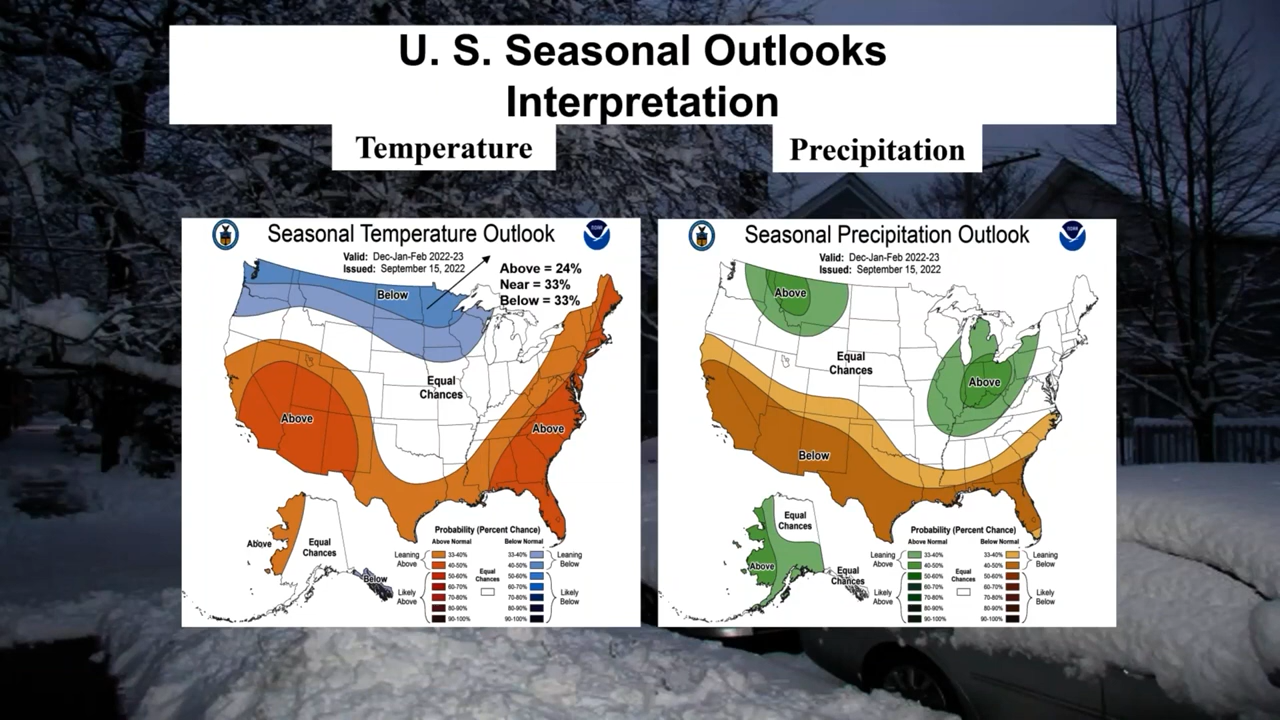 U. S. Seasonal Outlooks
Interpretation
Temperature
Precipitation
Seasonal Temperature Outlook
Valid: Dec-Jan-Feb 2022-23
Issued: September 15, 2022
Above = 24%
Near = 33%
Below = 33%
Below
Equal
Chances
Above
Above
Above
Equal
Chances
Below
Probability (Percent Chance)
Above Normal
Below Normal
Leaning
Above
Likely
Above
33-40%
40-50%
50-60%
60-70%
70-80%
80-90%
90-100%
Equal
Chances
33-40%
40-50%
50-60%
60-70%
70-80%
80-90%
90-100%
Leaning
Below
Likely
Below
Seasonal Precipitation Outlook
Valid: Dec-Jan-Feb 2022-23
Issued: September 15, 2022
Above
Equal
Chances
Above
Below
Equal
Chances
Above
Equal
Chances
Probability (Percent Chance)
Above Normal
Below Normal
Leaning
Above
Likely
Above
33-40%
40-50%
50-60%
60-70%
70-80%
80-90%
90-100%
Equal
Chances
33-40%
40-50%
50-60%
60-70%
70-80%
80-90%
90-100%
Leaning
Below
Likely
Below